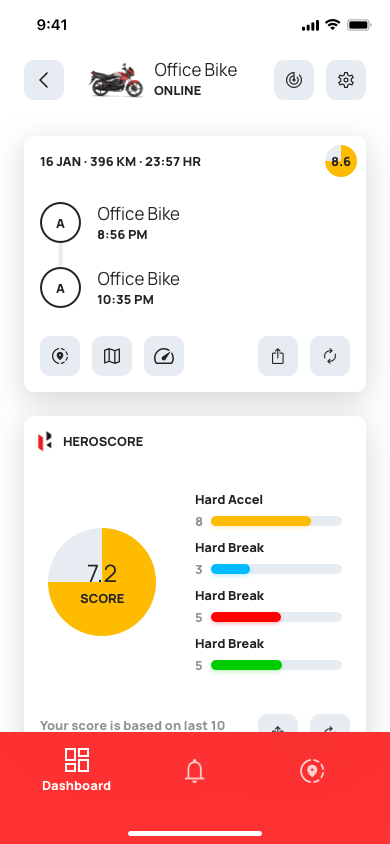 9:41
Office Bike
ONLINE
16 JAN · 396 KM · 23:57 HR
8.6
A
Office Bike
8:56 PM
A
Office Bike
10:35 PM
HEROSCORE
7.2
SCORE
Hard Accel
8
Hard Break
3
Hard Break
5
Hard Break
5
Your score is based on last 10
Dashboard